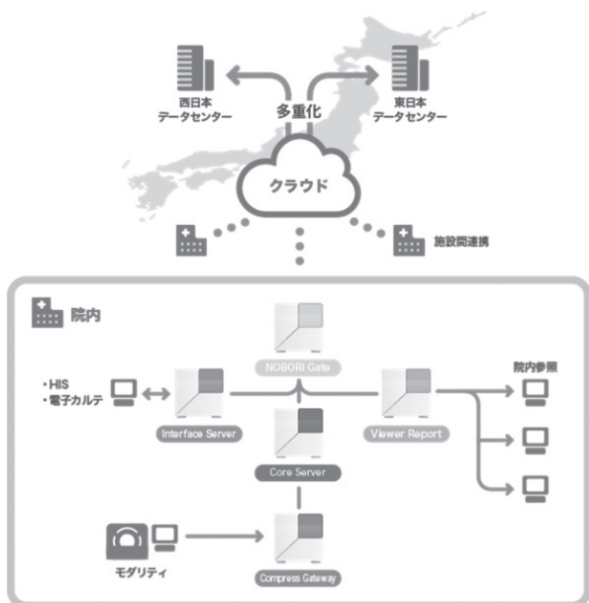 西日本
データセンター
多重化
東日本
データセンター
クラウド
施設間連携
院内
NOBORI Gate
院内参照
・HIS
・電子カルテ
Interface Server
Viewer Report
Core Server
モダリティ
Compress Gateway